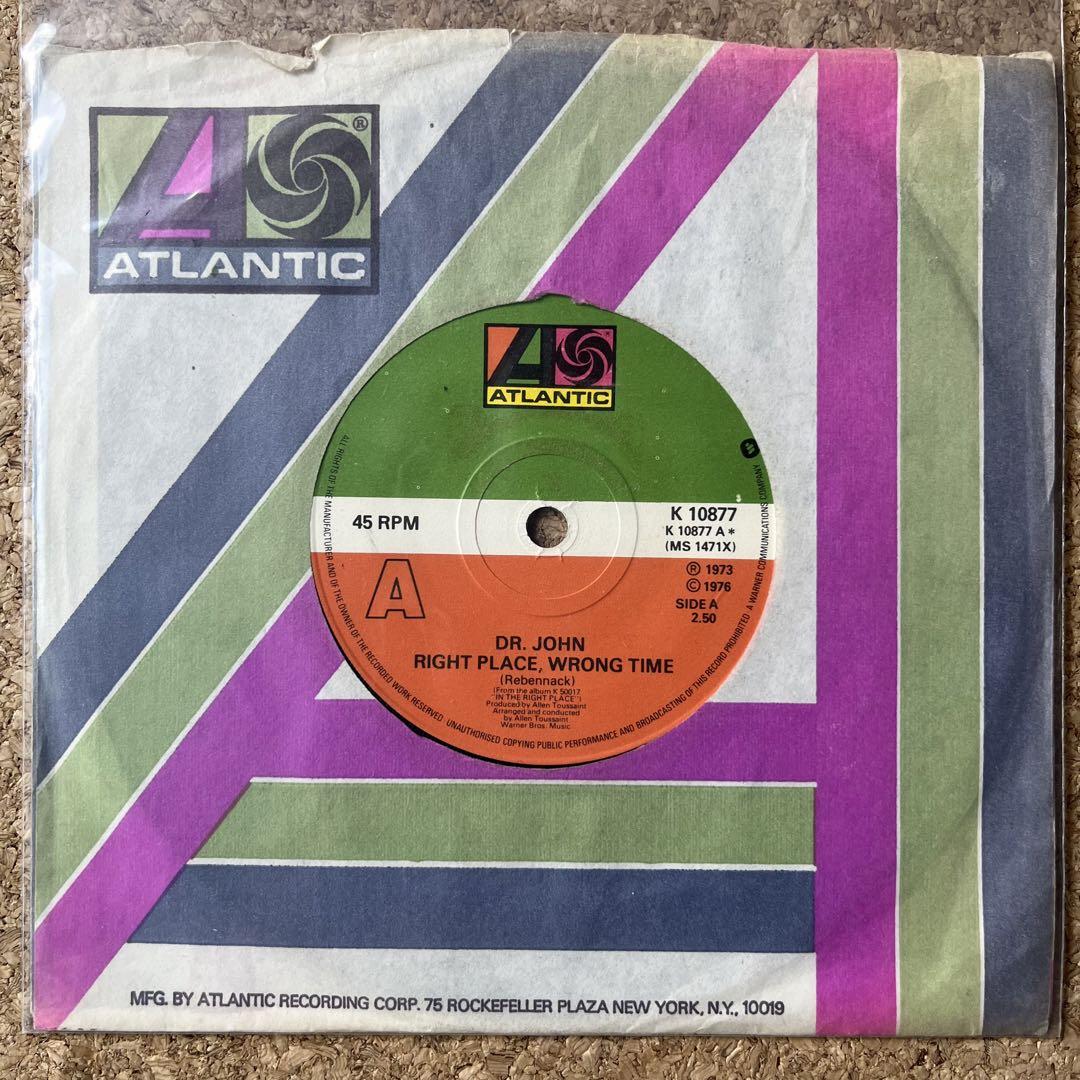 ®
ATLANTIC
®
ATLANTIC
45 RPM
K 10877
K 10877 A*
(MS 1471X)
Ⓟ 1973
© 1976
SIDE A
2.50
A
DR. JOHN
RIGHT PLACE, WRONG TIME
(Rebennack)
(From the album K 50017
"IN THE RIGHT PLACE")
Produced by Allen Toussaint
Arranged and conducted
by Allen Toussaint
Warner Bros. Music
ALL RIGHTS OF THE MANUFACTURER AND OF THE OWNER OF THE RECORDED WORK RESERVED. UNAUTHORISED COPYING PUBLIC PERFORMANCE AND BROADCASTING OF THIS RECORD PROHIBITED A WARNER COMMUNICATIONS COMPANY
MFG. BY ATLANTIC RECORDING CORP. 75 ROCKEFELLER PLAZA NEW YORK, N.Y., 10019